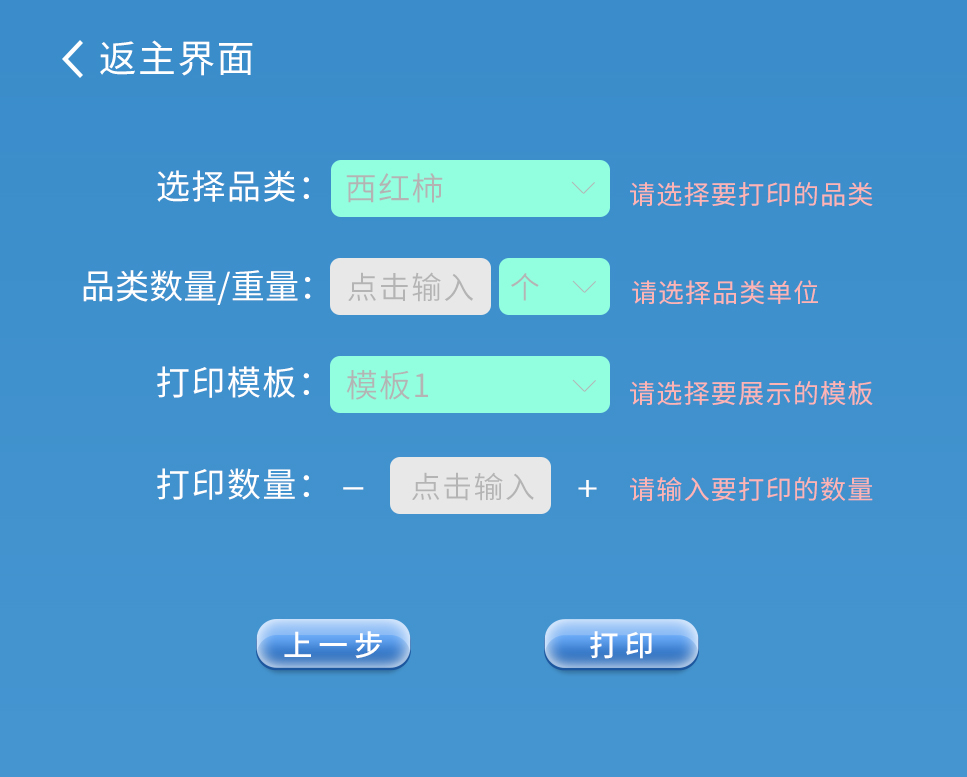 返主界面
选择品类： 西红柿 请选择要打印的品类
品类数量/重量： 点击输入 个 请选择品类单位
打印模板： 模板1 请选择要展示的模板
打印数量： － 点击输入 + 请输入要打印的数量
上一步 打印